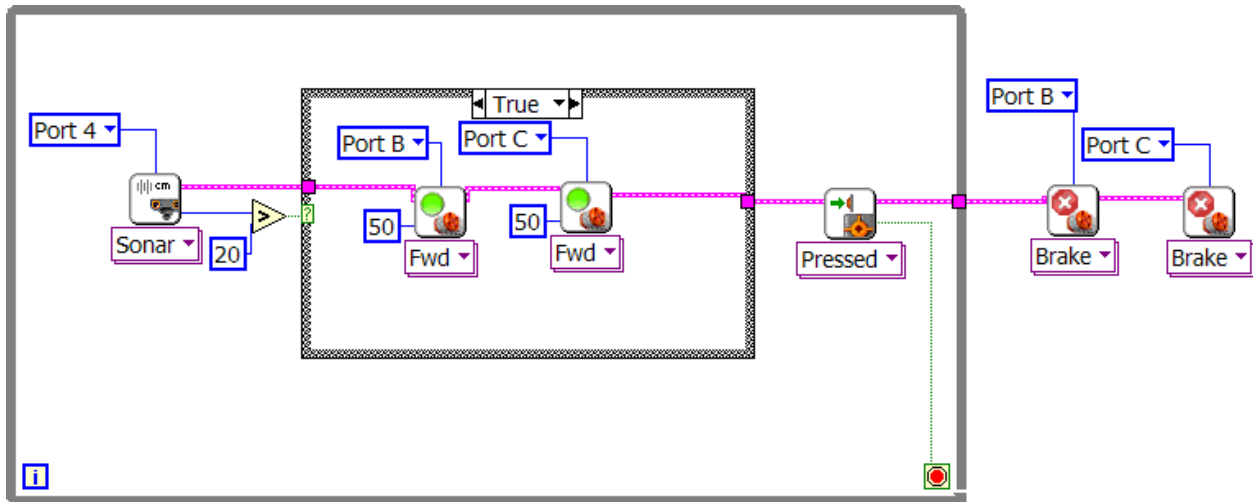 True
Port 4
Port B
Port C
Port B
Port C
cm
>
?
50
50
Sonar
20
Fwd
Fwd
Pressed
Brake
Brake
i